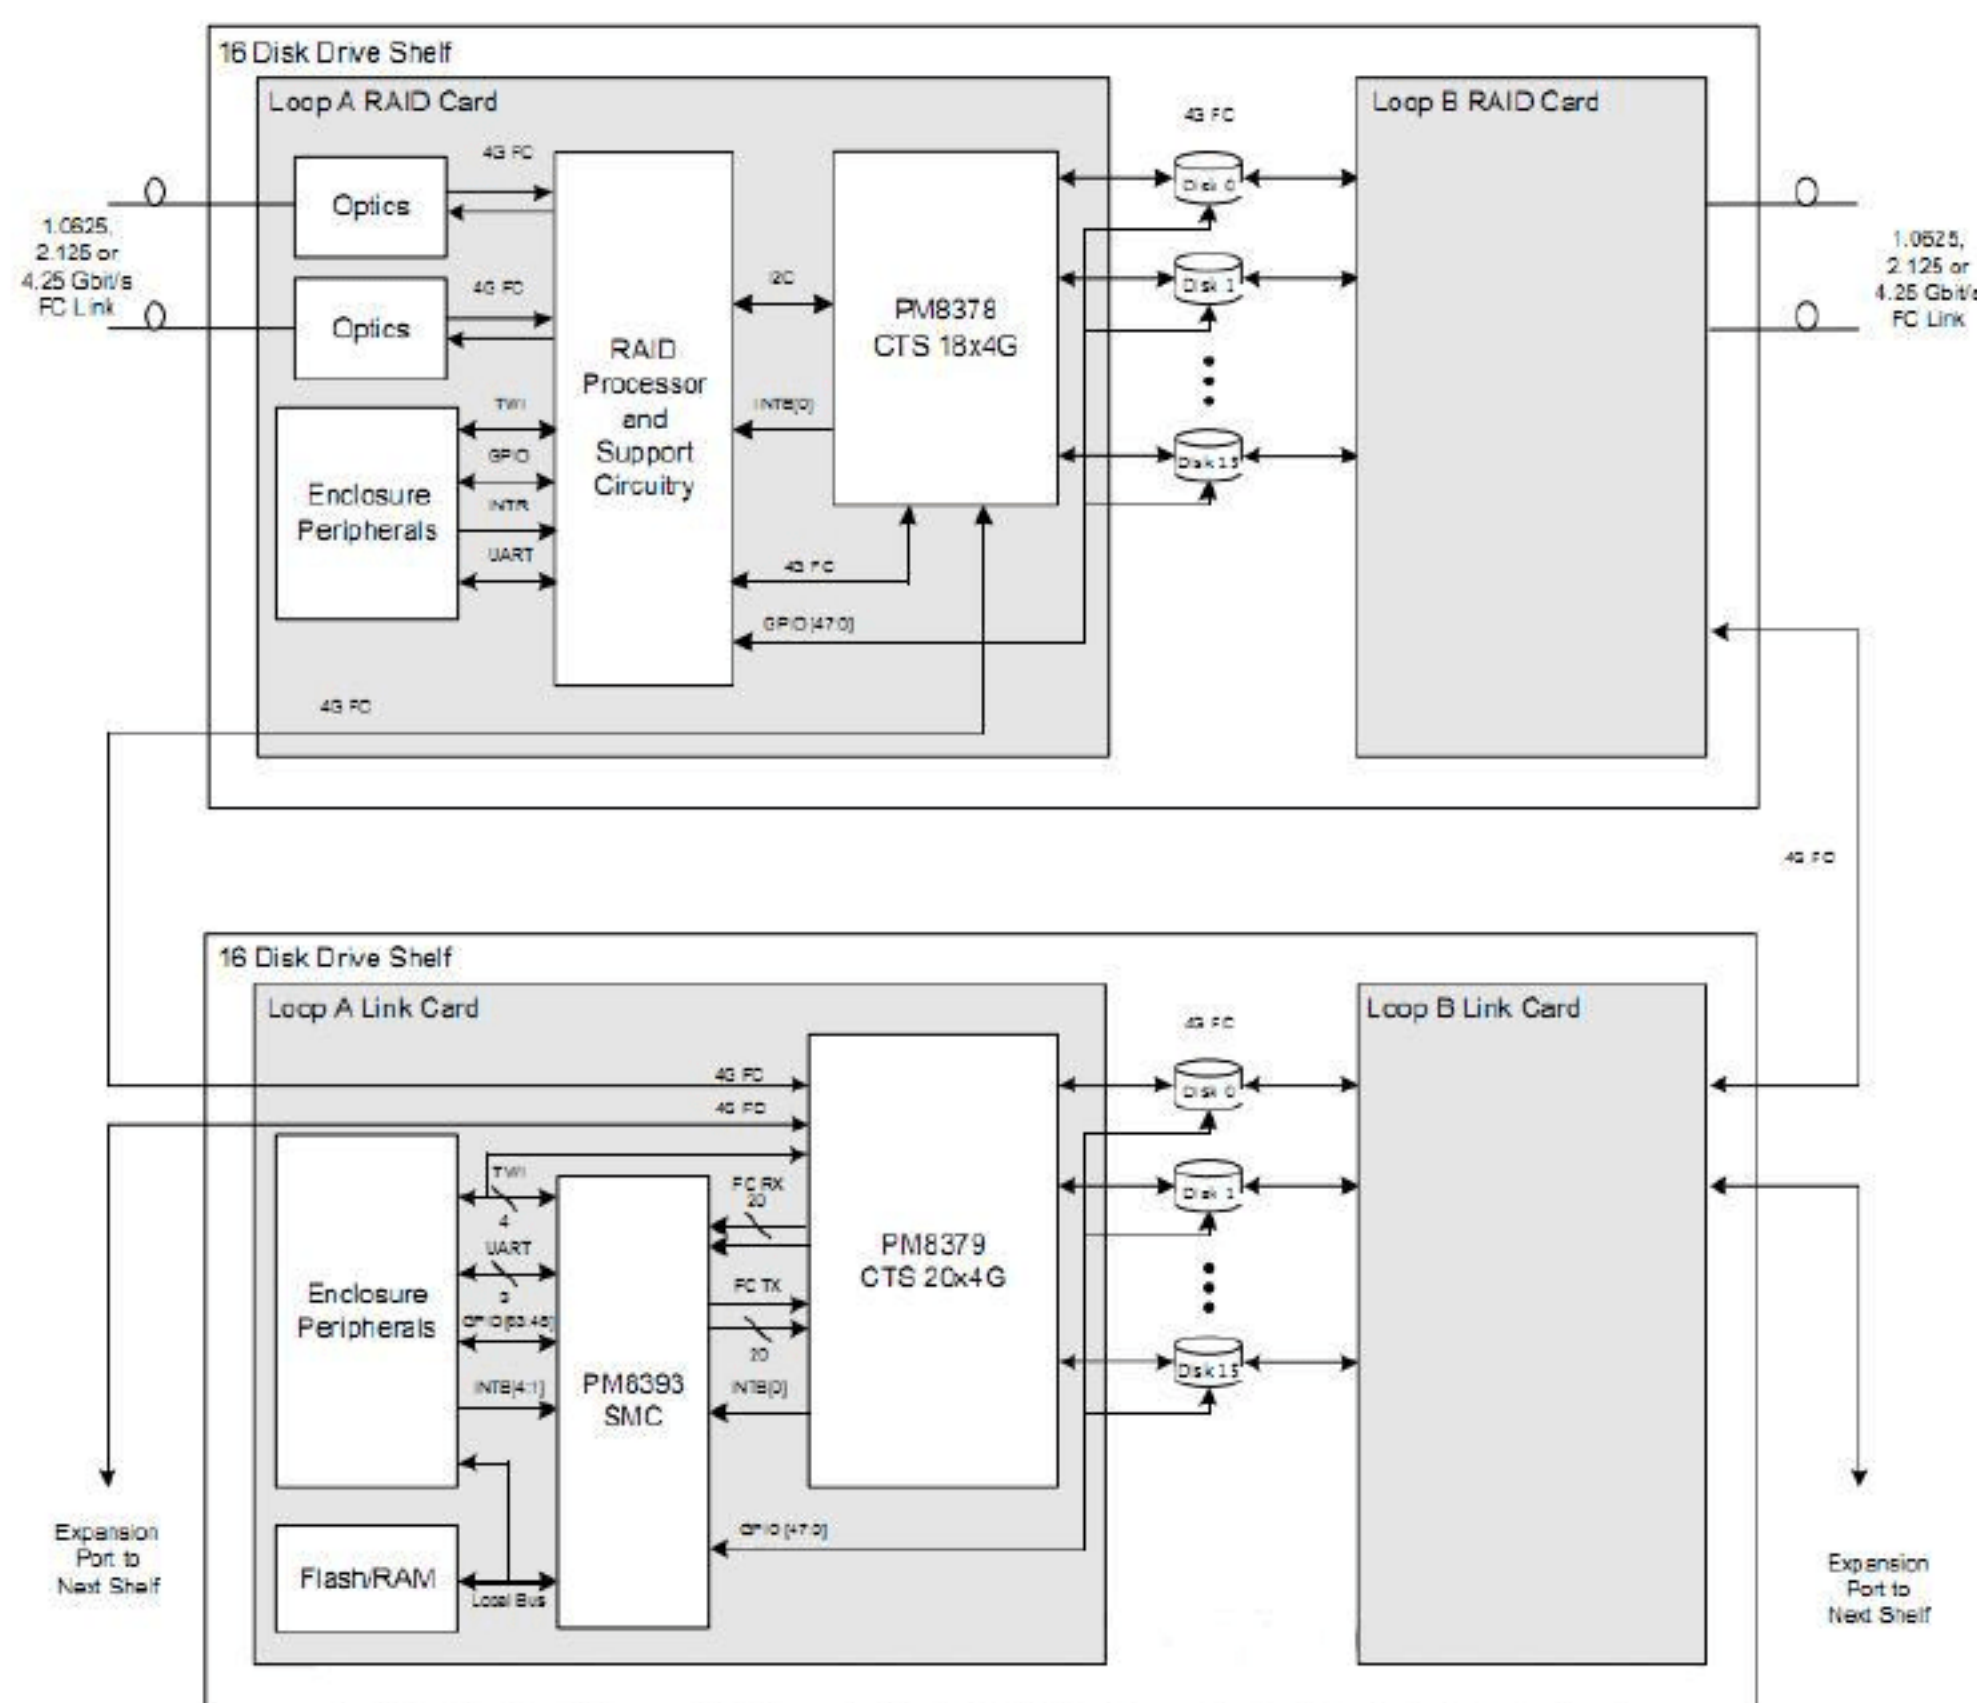 16 Disk Drive Shelf
Loop A RAID Card
Loop B RAID Card
4G FC
4G FC
Optics
Disk 0
1.0625,
2.125 or
4.25 Gbit/s
FC Link
1.0625,
2.125 or
4.25 Gbit/s
FC Link
4G FC
Optics
I2C
PM8378
CTS 18x4G
Disk 1
RAID
Processor
and
Support
Circuitry
TWI
INTB[0]
GPIO
Enclosure
Peripherals
INTR
UART
Disk 15
4G FC
GPIO [47:0]
4G FC
4G FC
16 Disk Drive Shelf
Loop A Link Card
Loop B Link Card
4G FC
4G FC
4G FC
Disk 0
TWI
4
FC RX
20
Disk 1
UART
PM8379
CTS 20x4G
FC TX
20
Enclosure
Peripherals
GPIO[63:48]
INTB[4:1]
PM8393
SMC
INTB[0]
Disk 15
GPIO [47:0]
Flash/RAM
Local Bus
Expansion
Port to
Next Shelf
Expansion
Port to
Next Shelf